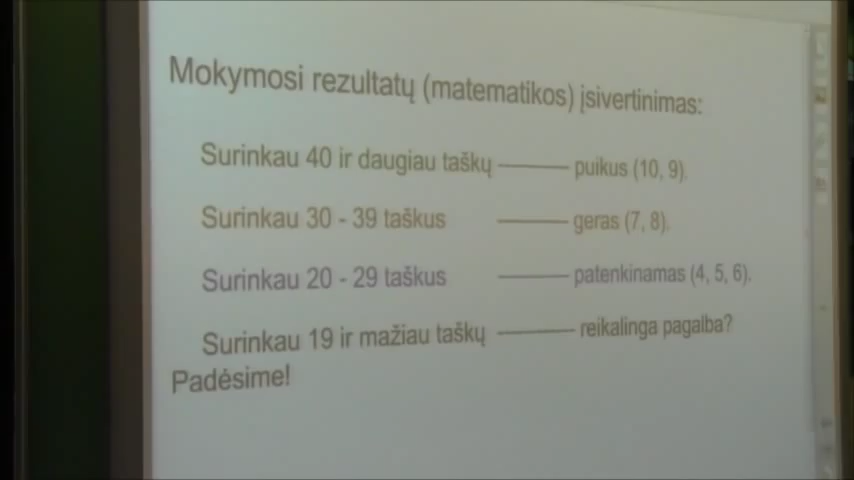 Mokymosi rezultatų (matematikos) įsivertinimas:
Surinkau 40 ir daugiau taškų ——— puikus (10, 9).
Surinkau 30 - 39 taškus ——— geras (7, 8).
Surinkau 20 - 29 taškus ——— patenkinamas (4, 5, 6).
Surinkau 19 ir mažiau taškų ——— reikalinga pagalba?
Padėsime!